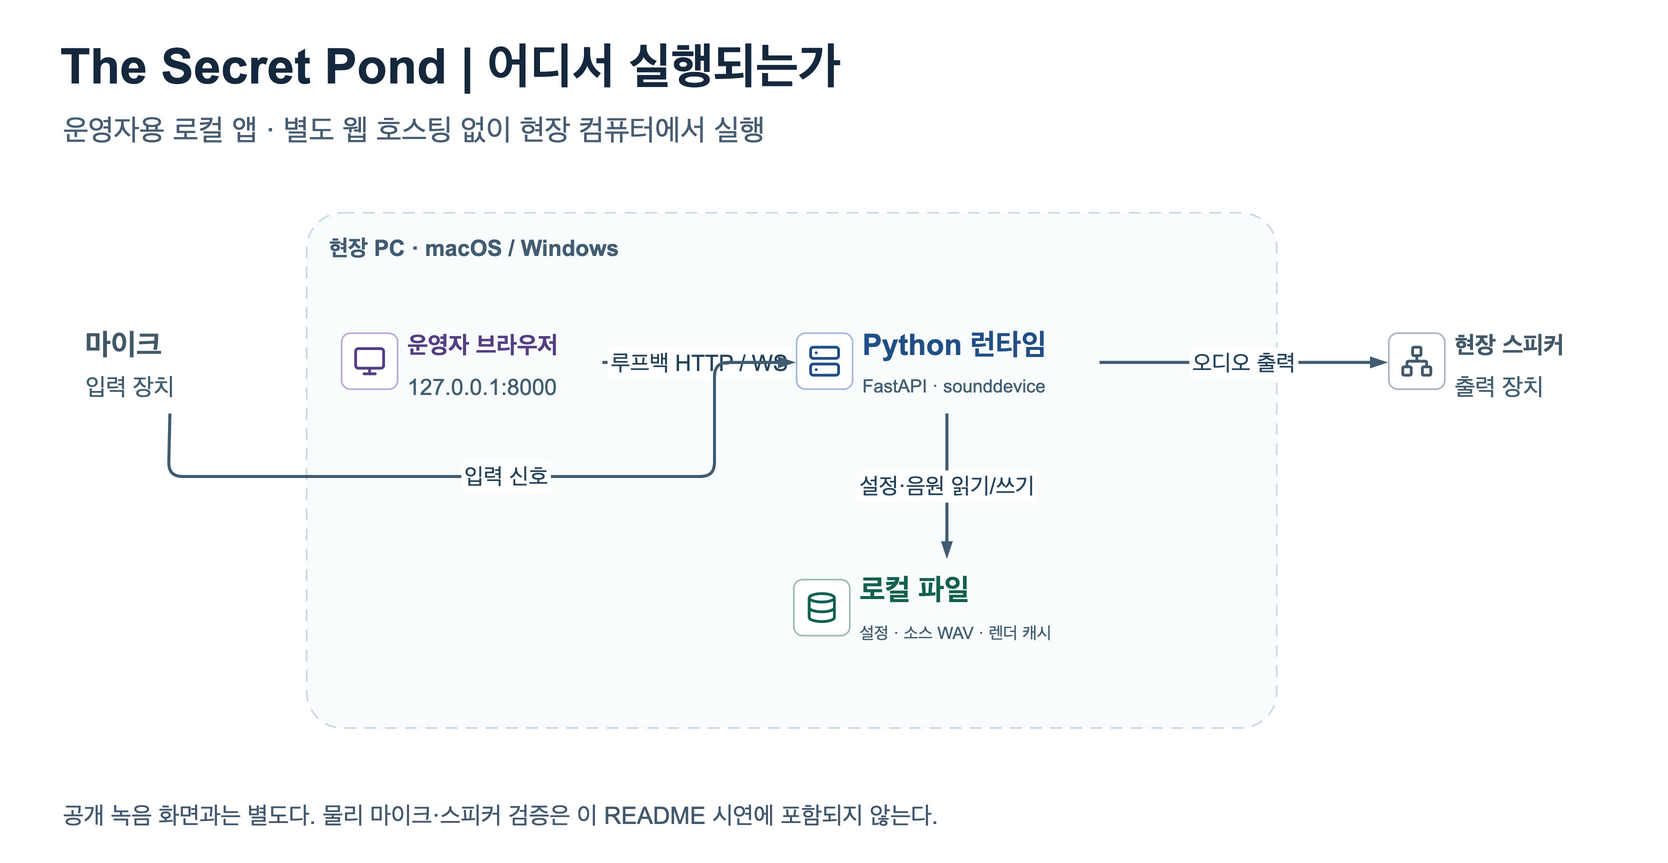 The Secret Pond | 어디서 실행되는가
운영자용 로컬 앱 · 별도 웹 호스팅 없이 현장 컴퓨터에서 실행
현장 PC · macOS / Windows
마이크
입력 장치
운영자 브라우저
127.0.0.1:8000
루프백 HTTP / WS
Python 런타임
FastAPI · sounddevice
오디오 출력
현장 스피커
출력 장치
입력 신호
설정·음원 읽기/쓰기
로컬 파일
설정 · 소스 WAV · 렌더 캐시
공개 녹음 화면과는 별도다. 물리 마이크·스피커 검증은 이 README 시연에 포함되지 않는다.